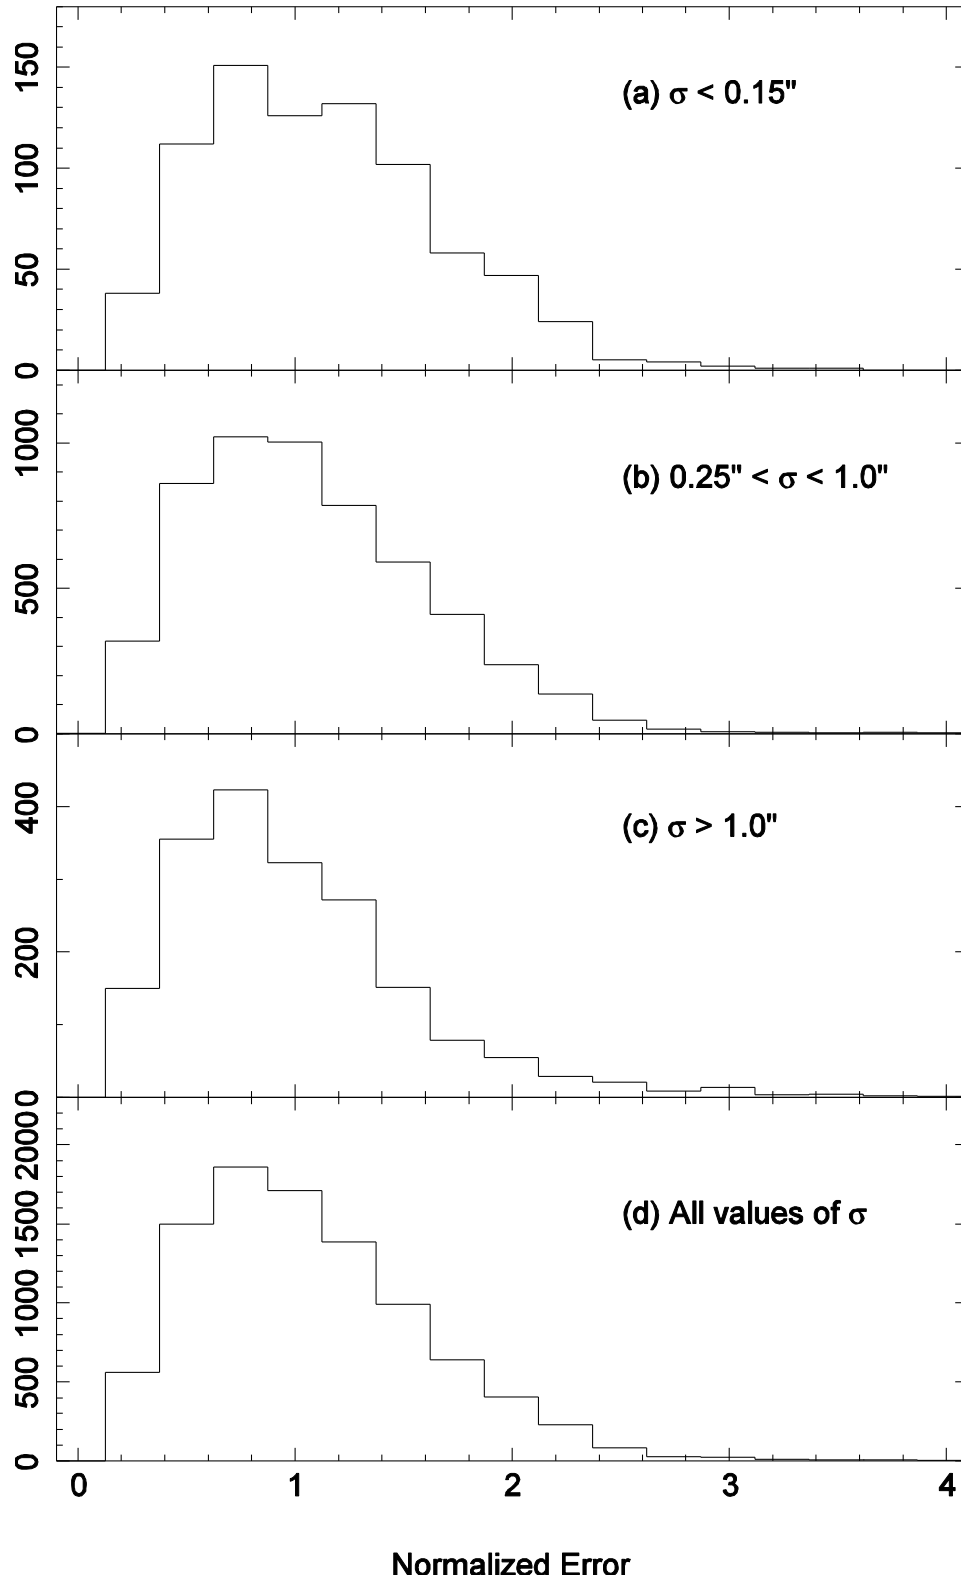 150
(a) σ < 0.15"
100
50
0
1000
(b) 0.25" < σ < 1.0"
500
0
400
(c) σ > 1.0"
200
0
2000
1500
(d) All values of σ
1000
500
0
0 1 2 3 4
Normalized Error